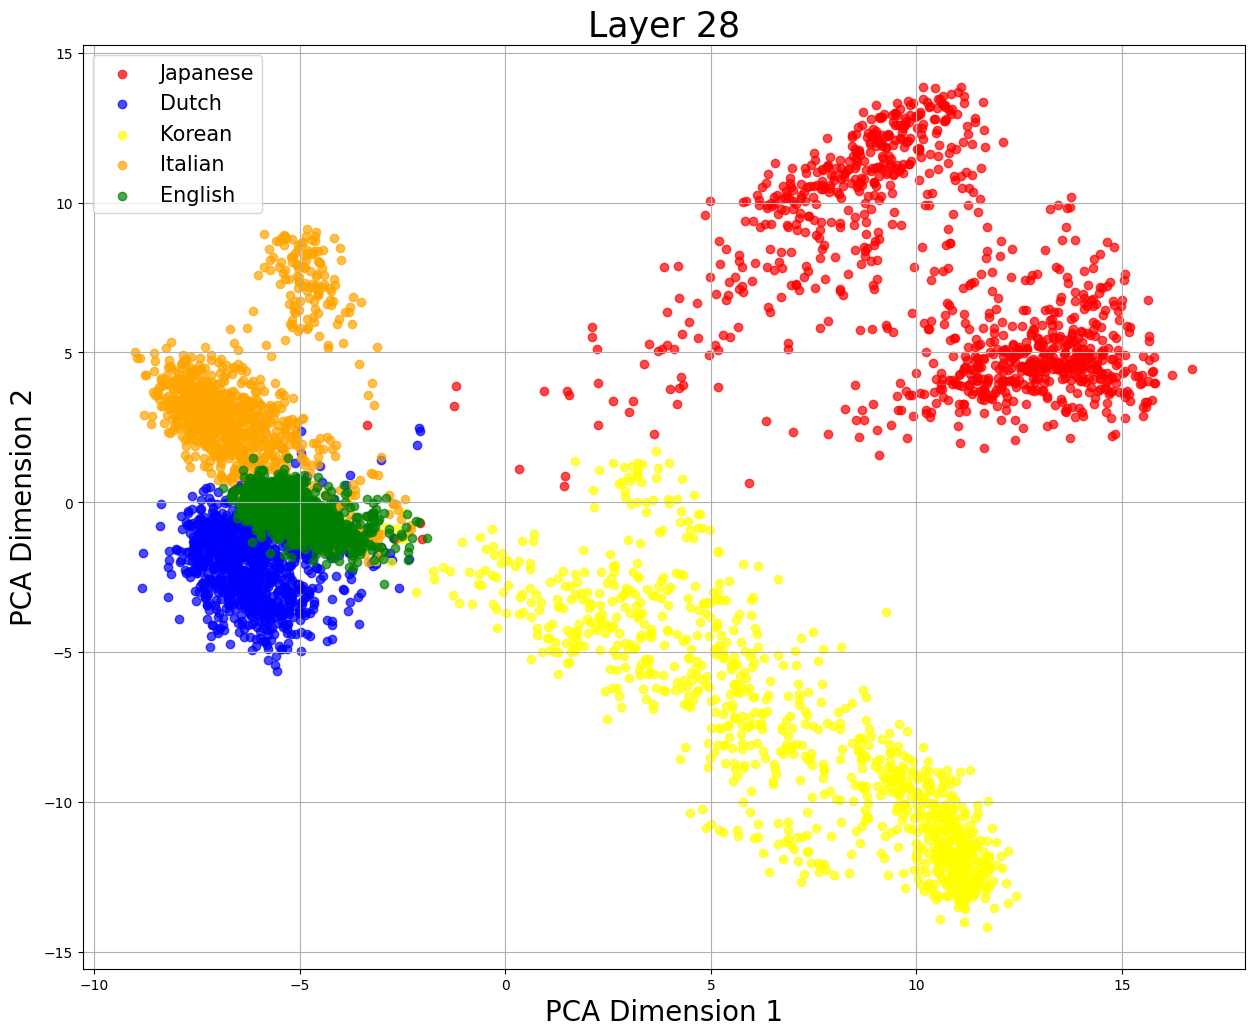 Layer 28
Japanese
Dutch
Korean
Italian
English
15
10
5
0
−5
−10
−15
PCA Dimension 2
−10 −5 0 5 10 15
PCA Dimension 1